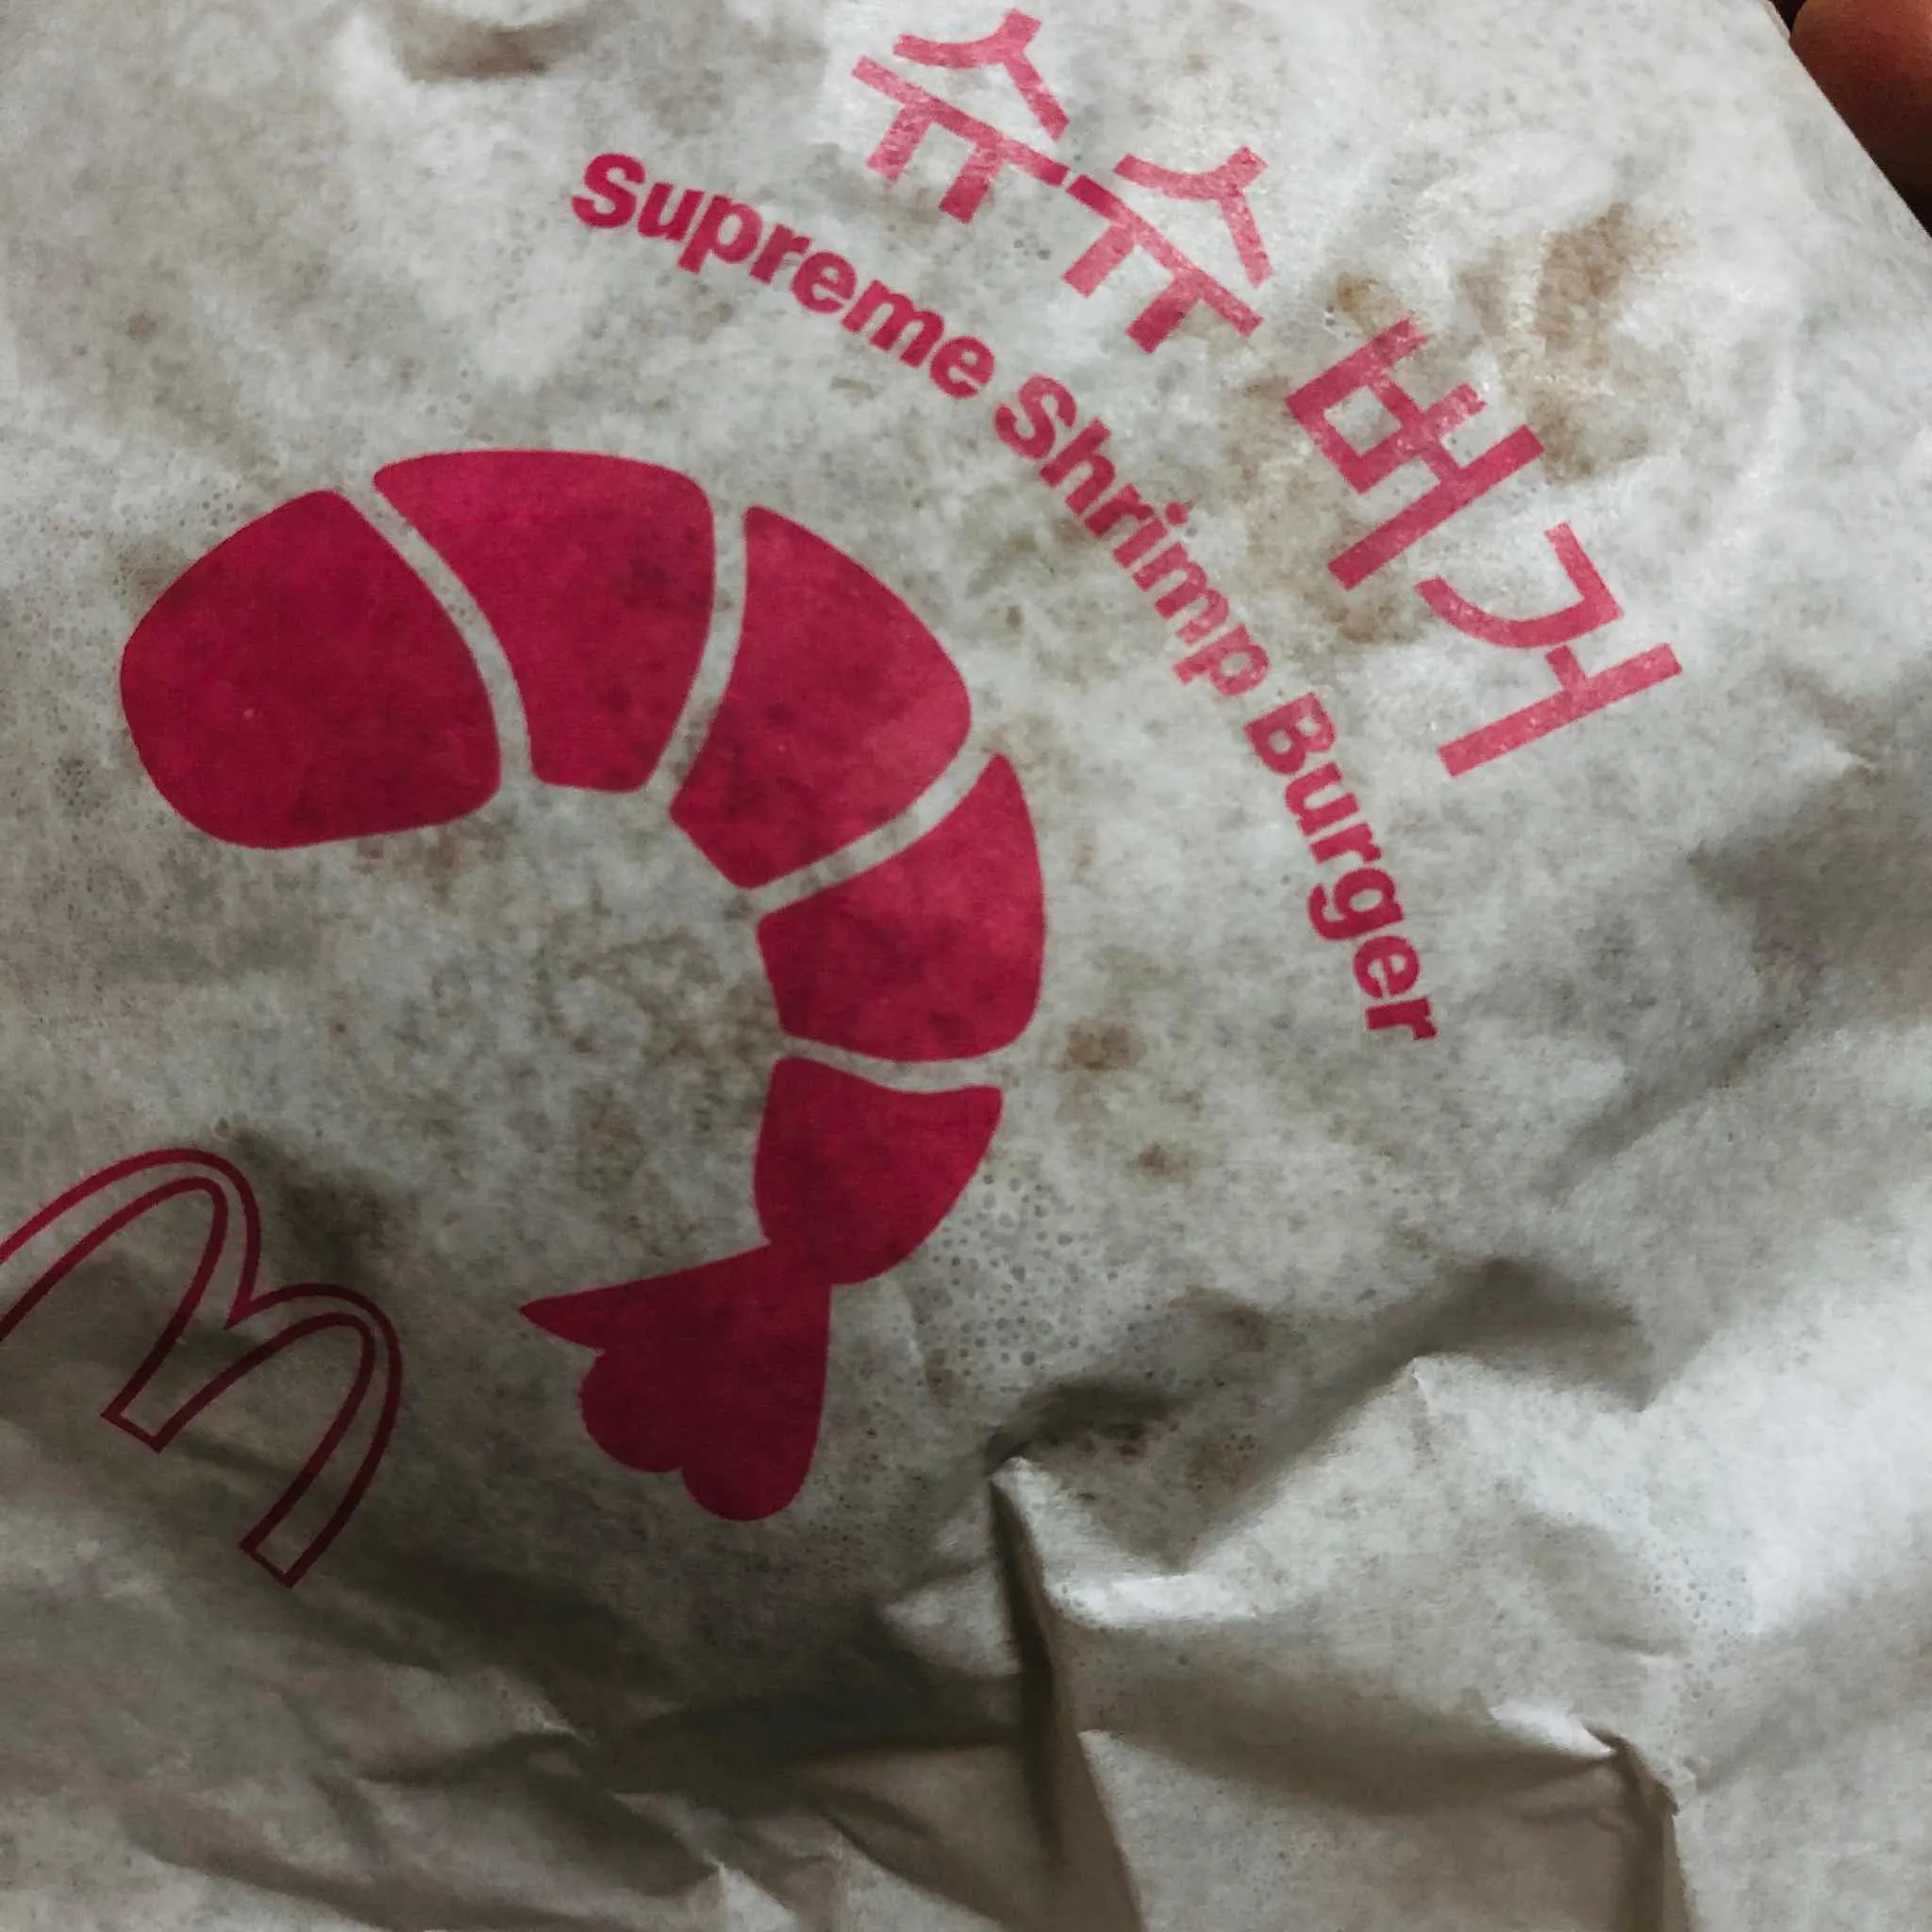 슈슈 버거
Supreme Shrimp Burger